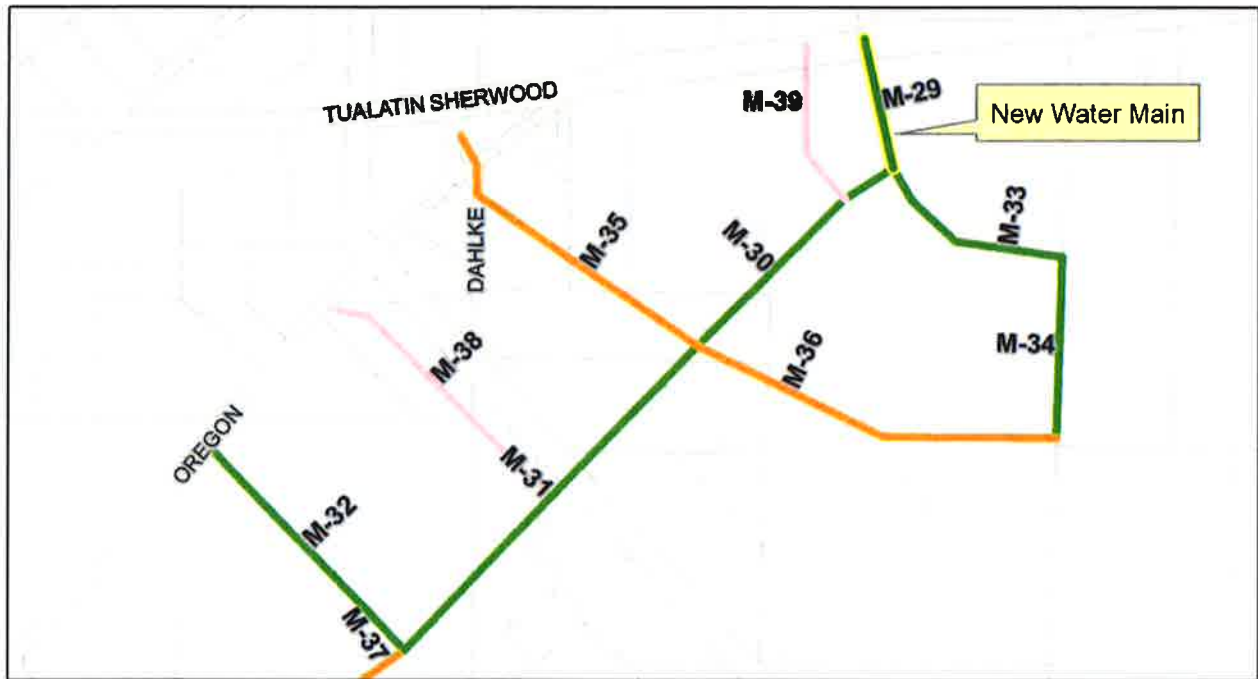 TUALATIN SHERWOOD
M-39
M-29
New Water Main
M-33
DAHLKE
M-35
M-30
M-38
M-36
M-34
OREGON
M-31
M-32
M-37